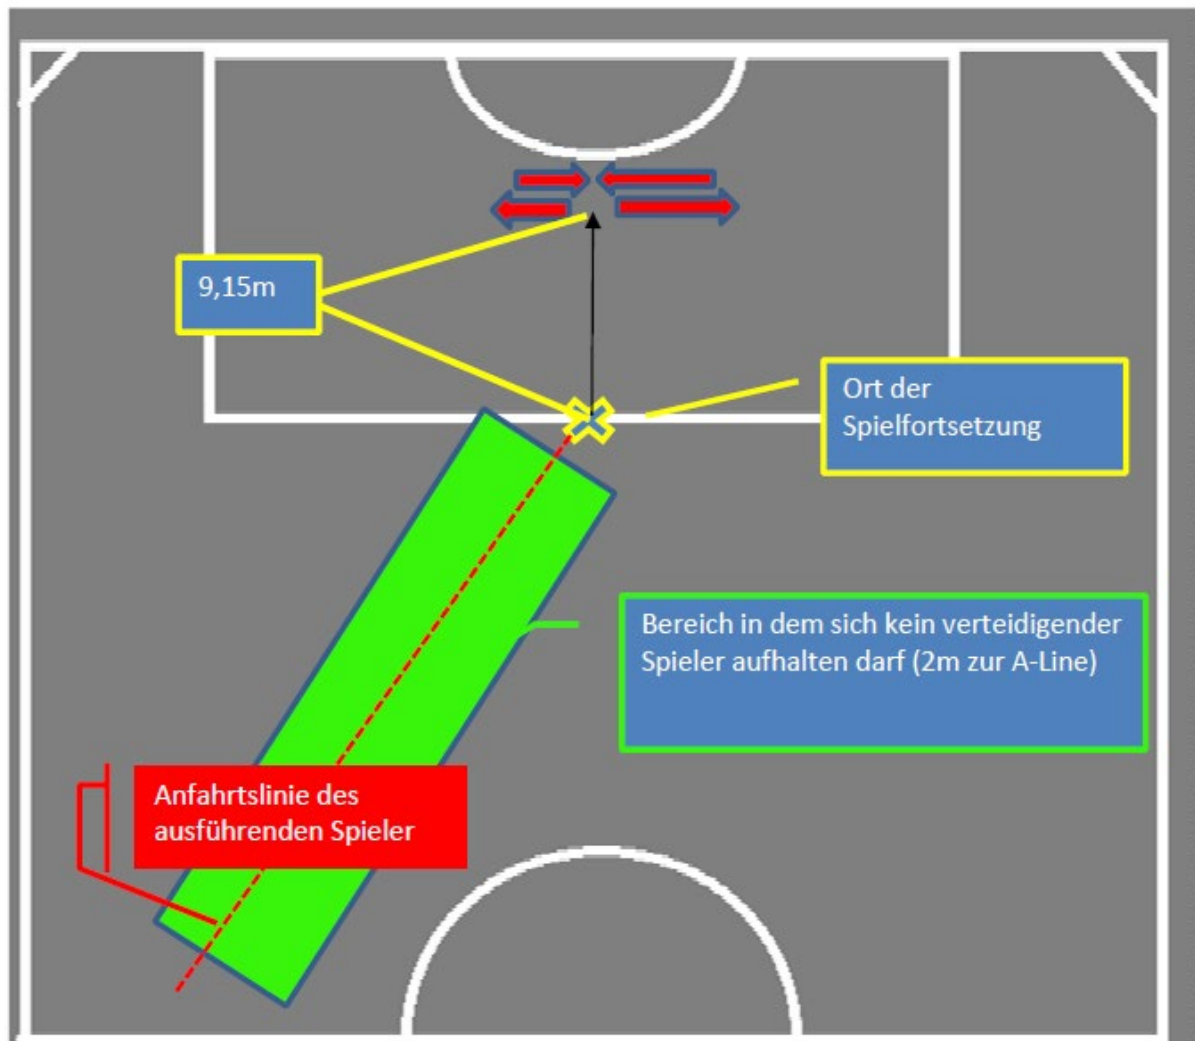 9,15m
Ort der
Spielfortsetzung
Bereich in dem sich kein verteidigender
Spieler aufhalten darf (2m zur A-Line)
Anfahrtslinie des
ausführenden Spieler